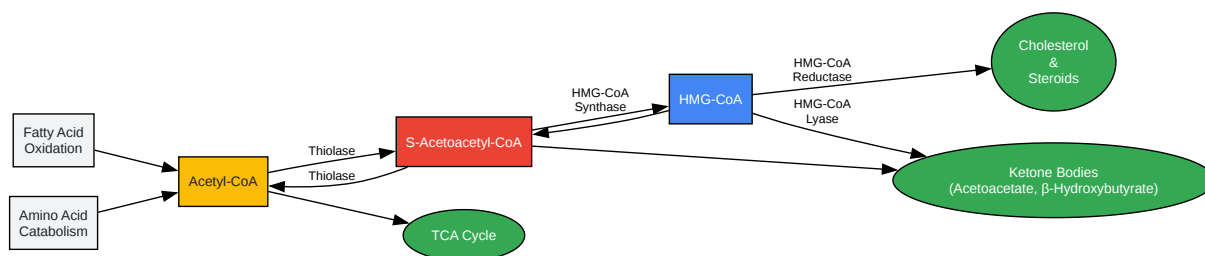 Fatty Acid
Oxidation
Amino Acid
Catabolism
Acetyl-CoA
Thiolase
Thiolase
S-Acetoacetyl-CoA
TCA Cycle
HMG-CoA
Synthase
HMG-CoA
HMG-CoA
Reductase
HMG-CoA
Lyase
Cholesterol
&
Steroids
Ketone Bodies
(Acetoacetate, β-Hydroxybutyrate)